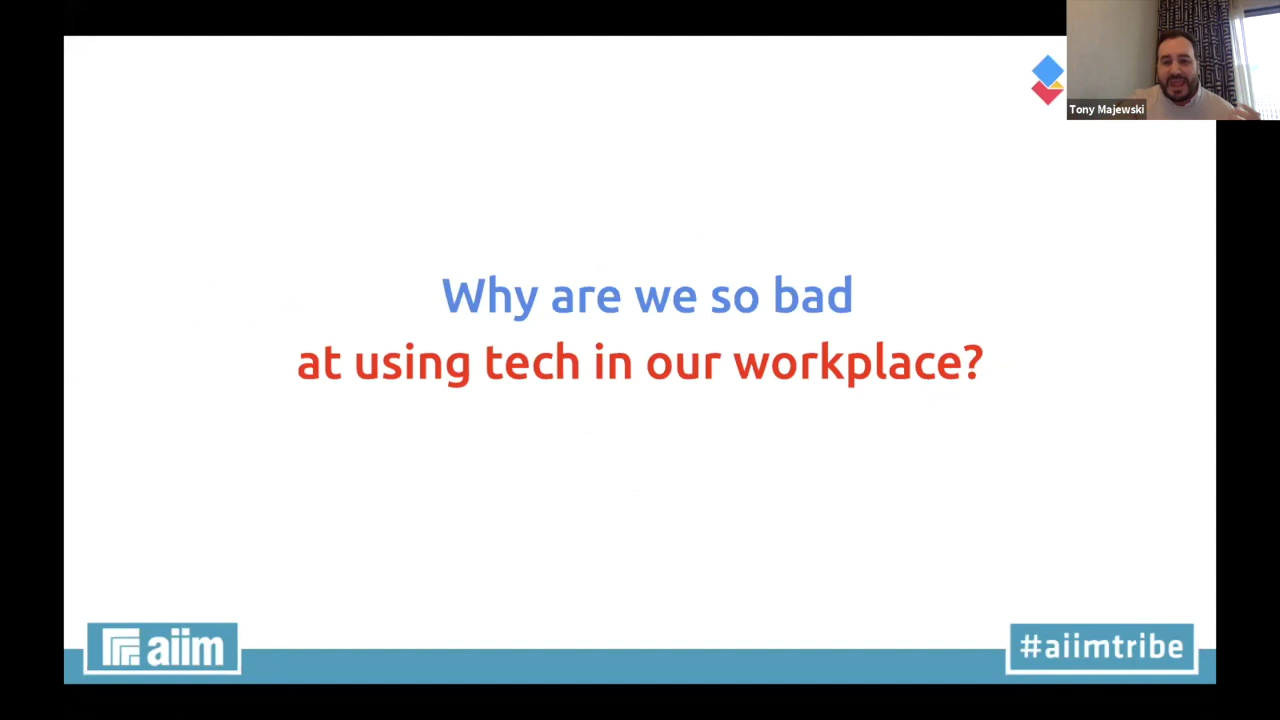 Tony Majewski
Why are we so bad
at using tech in our workplace?
aiim
#aiimtribe